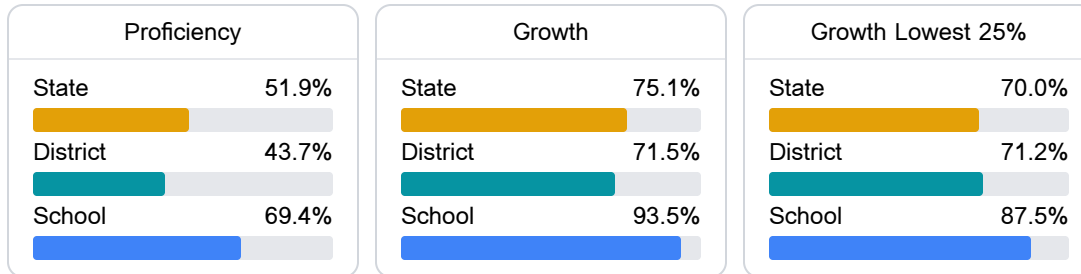 Proficiency
State 51.9%
District 43.7%
School 69.4%
Growth
State 75.1%
District 71.5%
School 93.5%
Growth Lowest 25%
State 70.0%
District 71.2%
School 87.5%